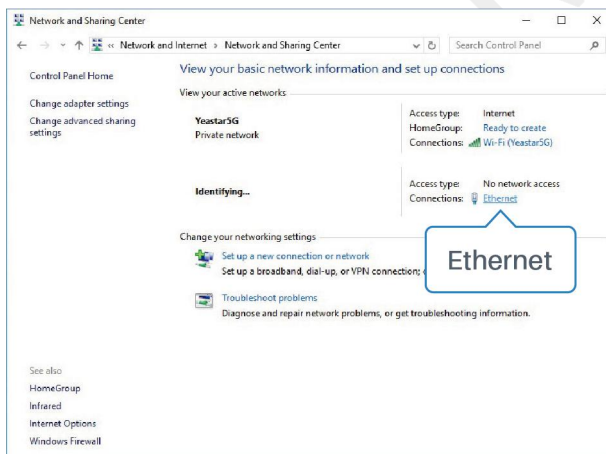 Network and Sharing Center
« Network and Internet > Network and Sharing Center
Search Control Panel
Control Panel Home
Change adapter settings
Change advanced sharing
settings
View your basic network information and set up connections
View your active networks
Yeastar5G
Private network
Access type: Internet
HomeGroup: Ready to create
Connections: Wi-Fi (Yeastar5G)
Identifying...
Access type: No network access
Connections: Ethernet
Ethernet
Change your networking settings
Set up a new connection or network
Set up a broadband, dial-up, or VPN connection;
Troubleshoot problems
Diagnose and repair network problems, or get troubleshooting information.
See also
HomeGroup
Infrared
Internet Options
Windows Firewall